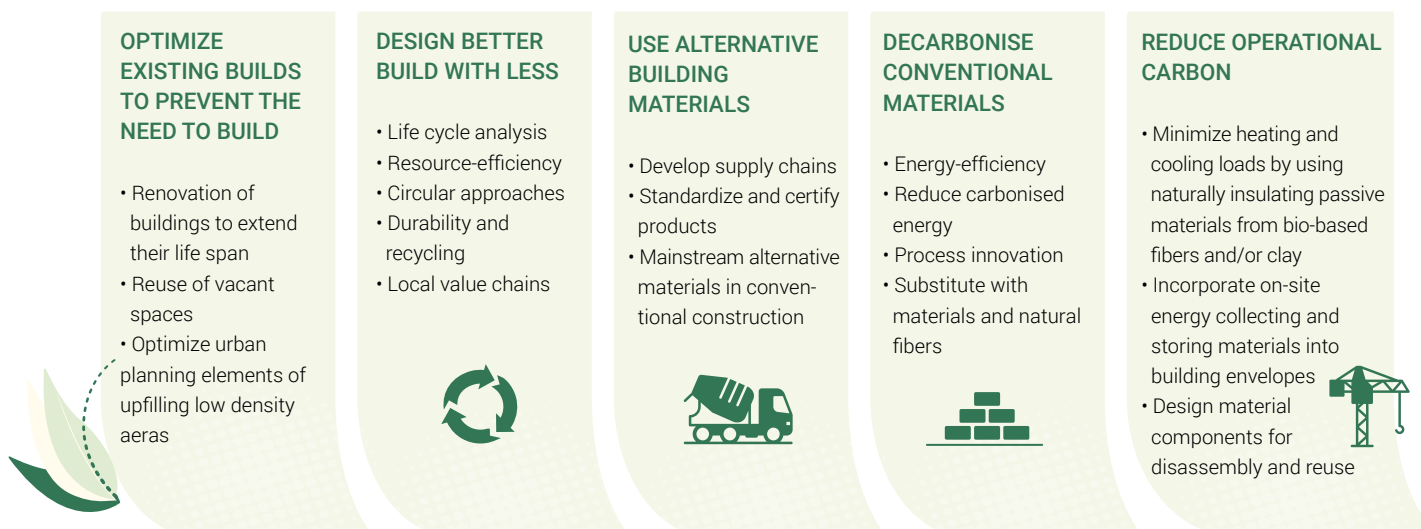 OPTIMIZE
EXISTING BUILDS
TO PREVENT THE
NEED TO BUILD
• Renovation of
buildings to extend
their life span
• Reuse of vacant
spaces
• Optimize urban
planning elements of
upfilling low density
aeras
DESIGN BETTER
BUILD WITH LESS
• Life cycle analysis
• Resource-efficiency
• Circular approaches
• Durability and
recycling
• Local value chains
USE ALTERNATIVE
BUILDING
MATERIALS
• Develop supply chains
• Standardize and certify
products
• Mainstream alternative
materials in conven-
tional construction
DECARBONISE
CONVENTIONAL
MATERIALS
• Energy-efficiency
• Reduce carbonised
energy
• Process innovation
• Substitute with
materials and natural
fibers
REDUCE OPERATIONAL
CARBON
• Minimize heating and
cooling loads by using
naturally insulating passive
materials from bio-based
fibers and/or clay
• Incorporate on-site
energy collecting and
storing materials into
building envelopes
• Design material
components for
disassembly and reuse